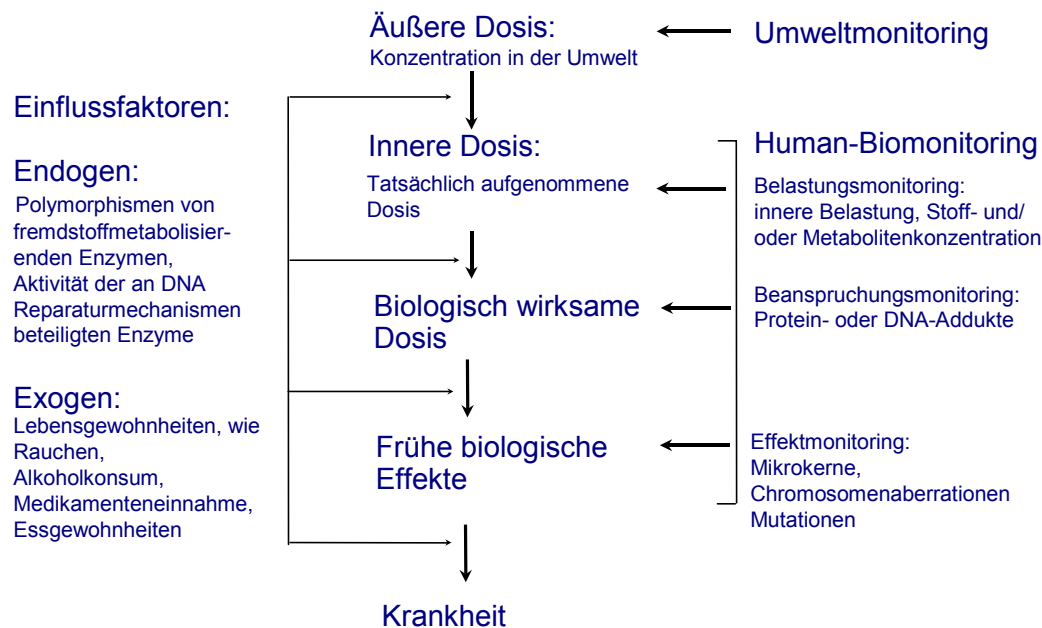 Äußere Dosis:
Konzentration in der Umwelt
Umweltmonitoring
Einflussfaktoren:
Endogen:
Polymorphismen von
fremdstoffmetabolisier-
enden Enzymen,
Aktivität der an DNA
Reparaturmechanismen
beteiligten Enzyme
Exogen:
Lebensgewohnheiten, wie
Rauchen,
Alkoholkonsum,
Medikamenteneinnahme,
Essgewohnheiten
Innere Dosis:
Tatsächlich aufgenommene
Dosis
Biologisch wirksame
Dosis
Frühe biologische
Effekte
Krankheit
Human-Biomonitoring
Belastungsmonitoring:
innere Belastung, Stoff- und/
oder Metabolitenkonzentration
Beanspruchungsmonitoring:
Protein- oder DNA-Addukte
Effektmonitoring:
Mikrokerne,
Chromosomenaberrationen
Mutationen